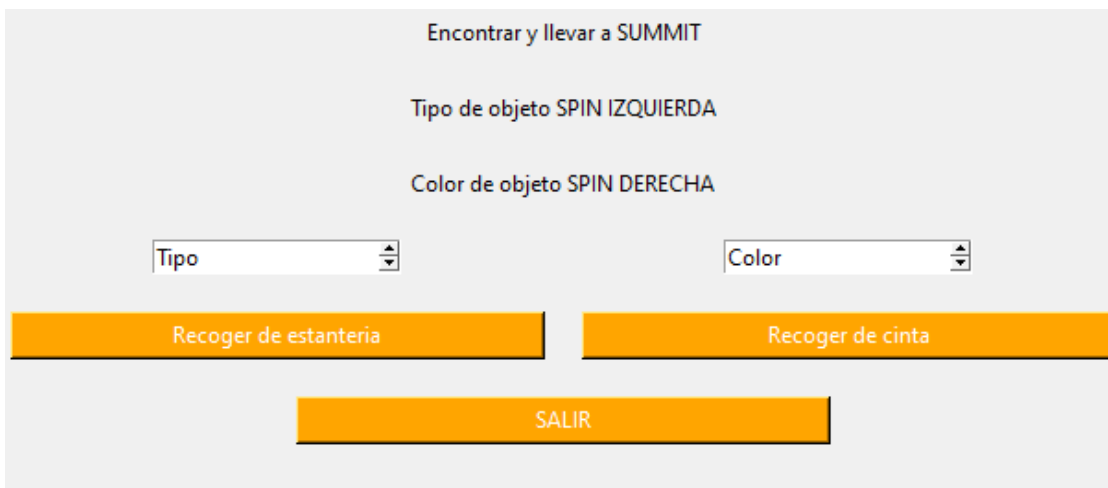 Encontrar y llevar a SUMMIT
Tipo de objeto SPIN IZQUIERDA
Color de objeto SPIN DERECHA
Tipo
Color
Recoger de estanteria
Recoger de cinta
SALIR